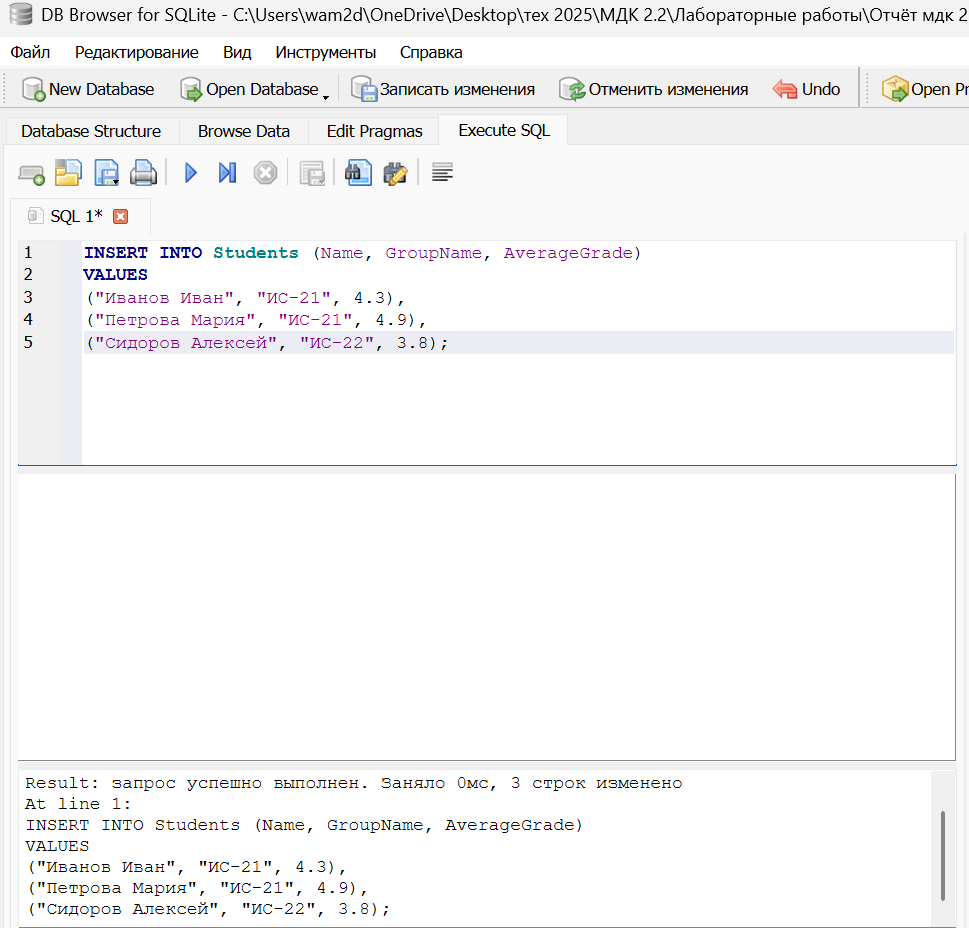 DB Browser for SQLite - C:\Users\wam2d\OneDrive\Desktop\тех 2025\МДК 2.2\Лабораторные работы\Отчёт мдк 2
Файл Редактирование Вид Инструменты Справка
New Database Open Database Записать изменения Отменить изменения Undo Open Pr
Database Structure Browse Data Edit Pragmas Execute SQL
SQL 1*
1 INSERT INTO Students (Name, GroupName, AverageGrade)
2 VALUES
3 ("Иванов Иван", "ИС-21", 4.3),
4 ("Петрова Мария", "ИС-21", 4.9),
5 ("Сидоров Алексей", "ИС-22", 3.8);
Result: запрос успешно выполнен. Заняло 0мс, 3 строк изменено
At line 1:
INSERT INTO Students (Name, GroupName, AverageGrade)
VALUES
("Иванов Иван", "ИС-21", 4.3),
("Петрова Мария", "ИС-21", 4.9),
("Сидоров Алексей", "ИС-22", 3.8);